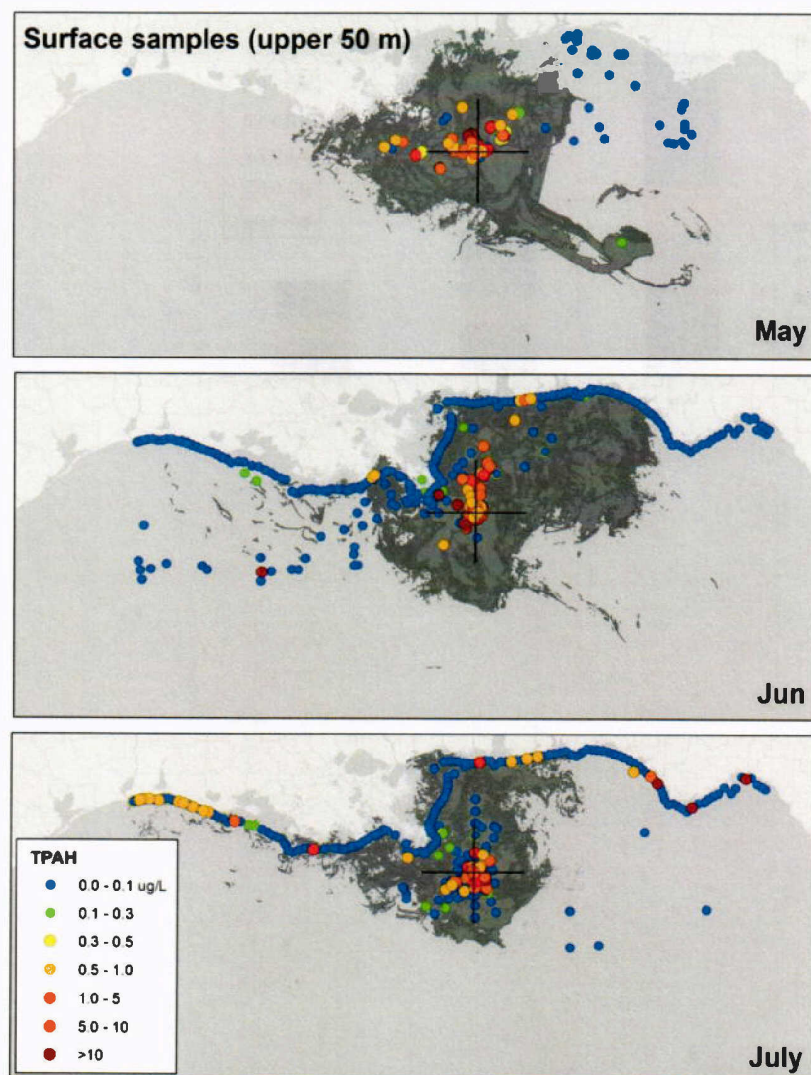 Surface samples (upper 50 m)
May
Jun
July
TPAH
0.0 - 0.1 ug/L
0.1 - 0.3
0.3 - 0.5
0.5 - 1.0
1.0 - 5
5.0 - 10
>10